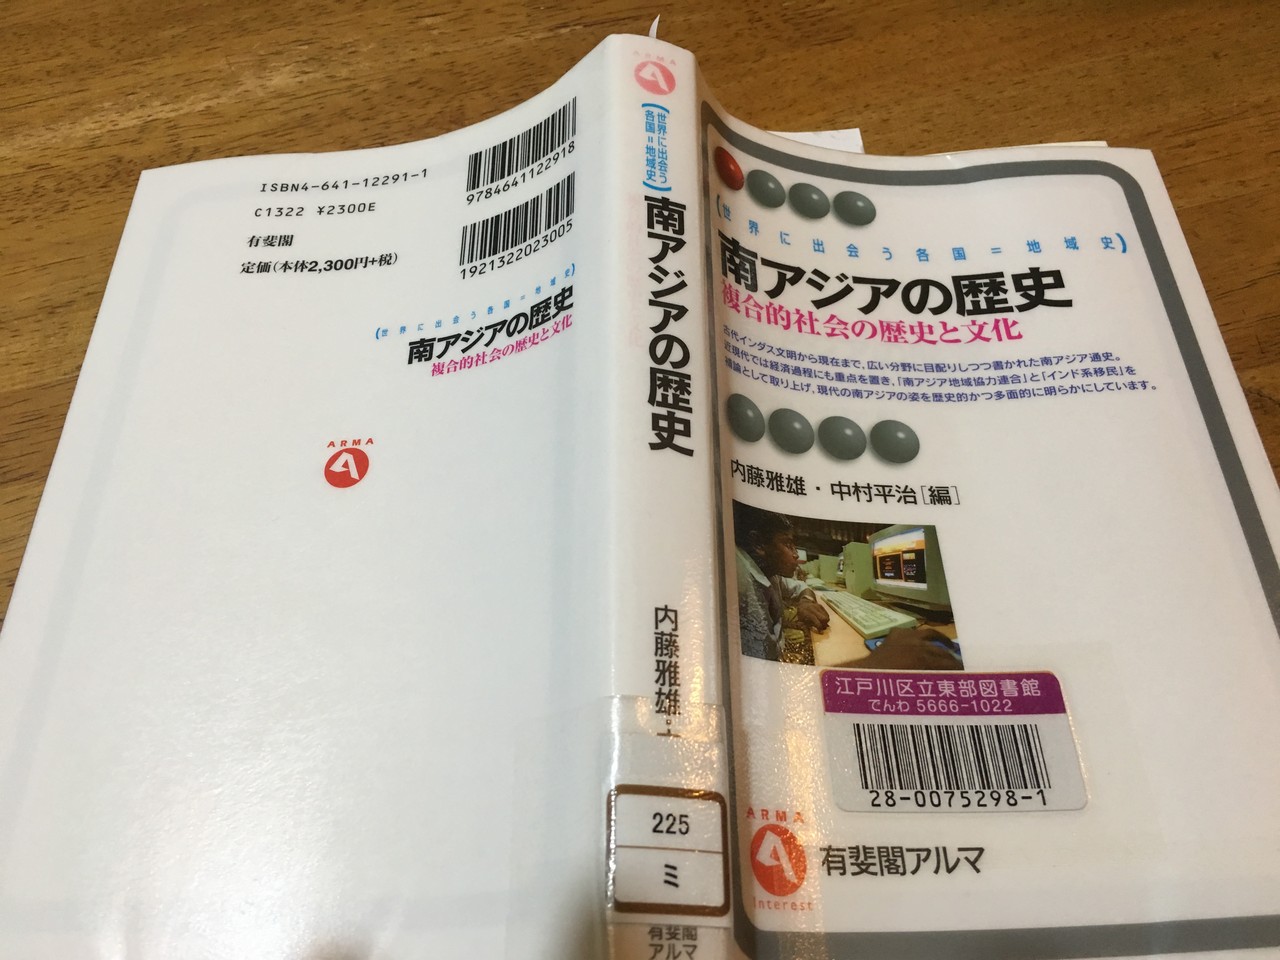 ISBN4-641-12291-1
C1322 ¥2300E
有斐閣
定価(本体2,300円+税)
9784641122918
1921322023005
(世界に出会う各国=地域史)
南アジアの歴史
複合的社会の歴史と文化
ARMA
ARMA
(世界に出会う
各国=地域史)
南アジアの歴史
内藤雅雄・
225
ミ
有斐閣
アルマ
(世界に出会う各国=地域史)
南アジアの歴史
複合的社会の歴史と文化
古代インダス文明から現在まで,広い分野に目配りしつつ書かれた南アジア通史。
近現代では経済過程にも重点を置き,「南アジア地域協力連合」と「インド系移民」を
補論として取り上げ,現代の南アジアの姿を歴史的かつ多面的に明らかにしています。
内藤雅雄・中村平治[編]
江戸川区立東部図書館
でんわ 5666-1022
28-0075298-1
ARMA
Interest
有斐閣アルマ